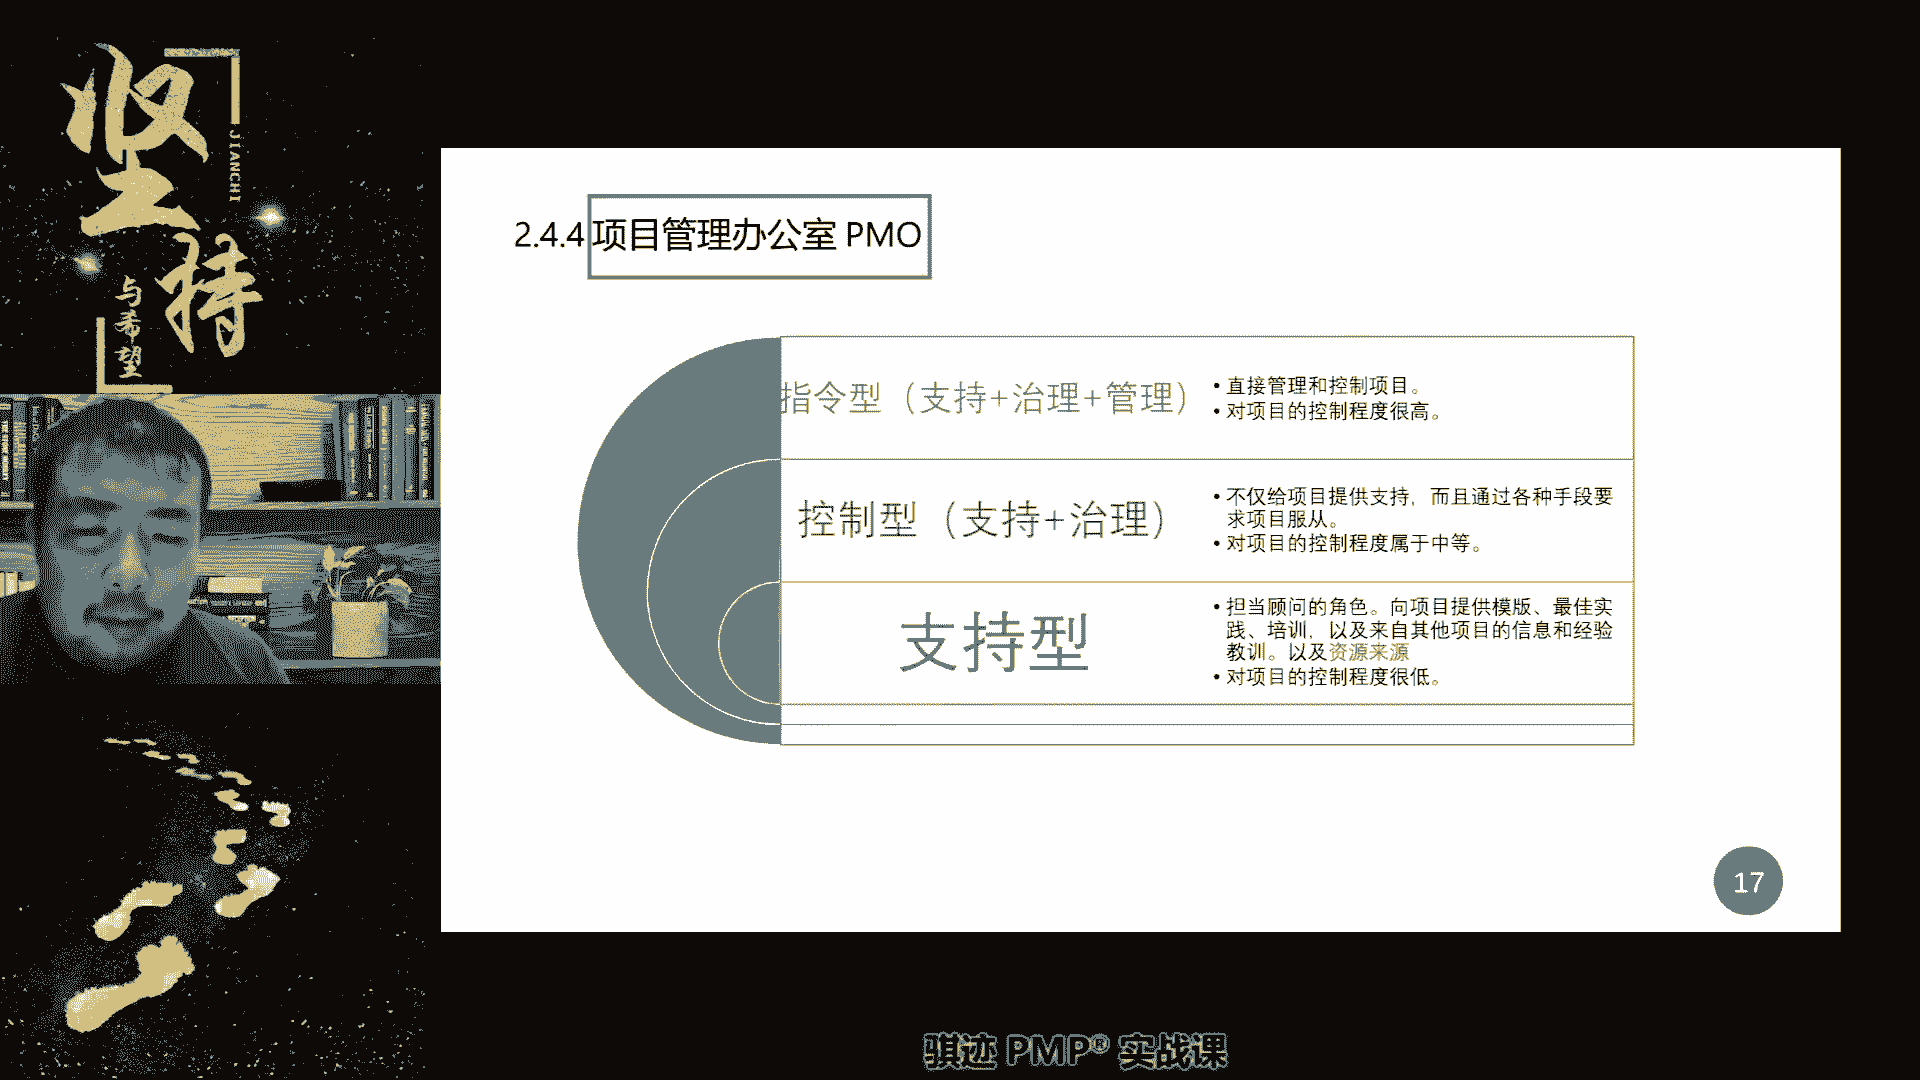 坚持
JIANCHI
与希望
2.4.4 项目管理办公室 PMO
指令型（支持+治理+管理）
• 直接管理和控制项目。
• 对项目的控制程度很高。
控制型（支持+治理）
• 不仅给项目提供支持，而且通过各种手段要
求项目服从。
• 对项目的控制程度属于中等。
支持型
• 担当顾问的角色。向项目提供模版、最佳实
践、培训，以及来自其他项目的信息和经验
教训。以及资源来源
• 对项目的控制程度很低。
17
骐迹 PMP® 实战课